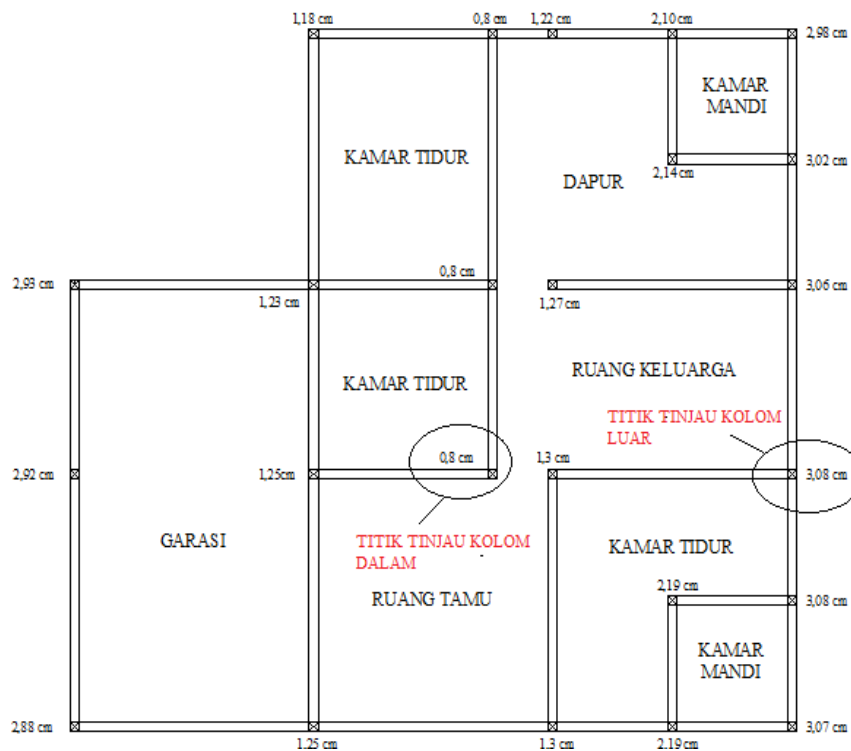 1,18 cm
0,8 cm
1,22 cm
2,10 cm
2,98 cm
KAMAR
MANDI
KAMAR TIDUR
3,02 cm
2,14 cm
DAPUR
2,93 cm
0,8 cm
3,06 cm
1,23 cm
1,27 cm
KAMAR TIDUR
RUANG KELUARGA
TITIK TINJAU KOLOM
LUAR
2,92 cm
1,25cm
0,8 cm
1.3 cm
3,08 cm
GARASI
TITIK TINJAU KOLOM
DALAM
KAMAR TIDUR
RUANG TAMU
2,19 cm
3,08 cm
KAMAR
MANDI
2,88 cm
1,25 cm
1.3 cm
2,19 cm
3,07 cm